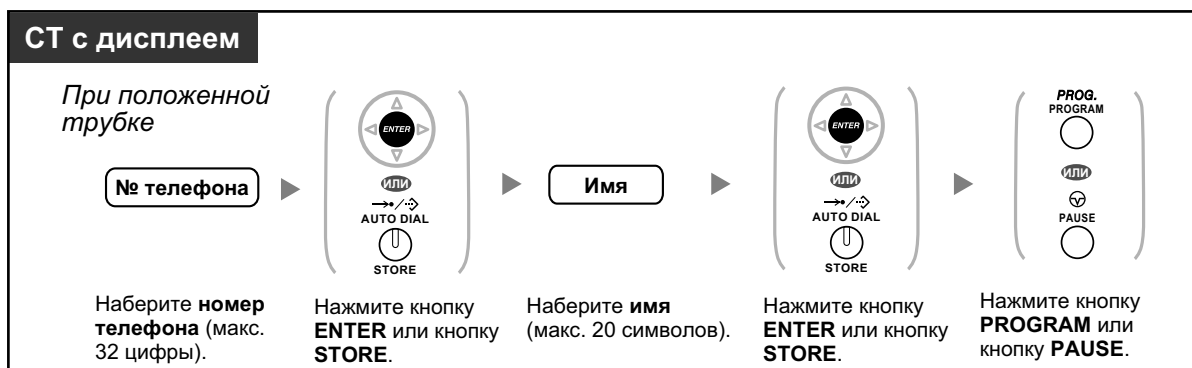 СТ с дисплеем
При положенной
трубке
№ телефона
ENTER
ИЛИ
AUTO DIAL
STORE
Имя
ENTER
ИЛИ
AUTO DIAL
STORE
PROG.
PROGRAM
ИЛИ
PAUSE
Наберите номер
телефона (макс.
32 цифры).
Нажмите кнопку
ENTER или кнопку
STORE.
Наберите имя
(макс. 20 символов).
Нажмите кнопку
ENTER или кнопку
STORE.
Нажмите кнопку
PROGRAM или
кнопку PAUSE.